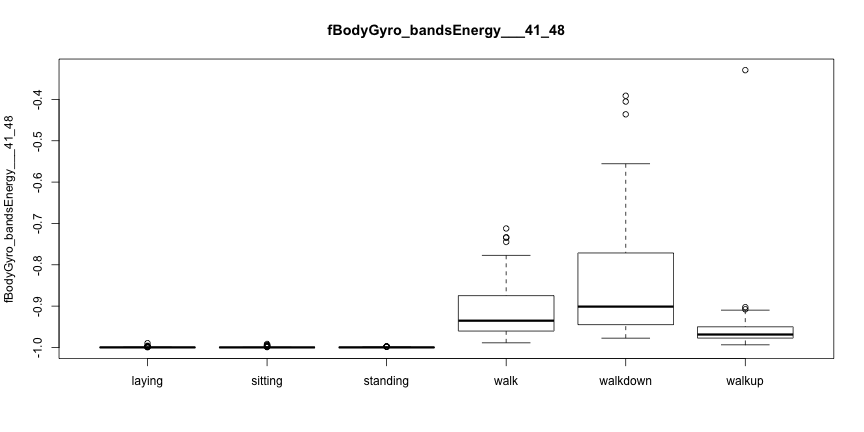 fBodyGyro_bandsEnergy___41_48
fBodyGyro_bandsEnergy___41_48
-0.4
-0.5
-0.6
-0.7
-0.8
-0.9
-1.0
laying sitting standing walk walkdown walkup